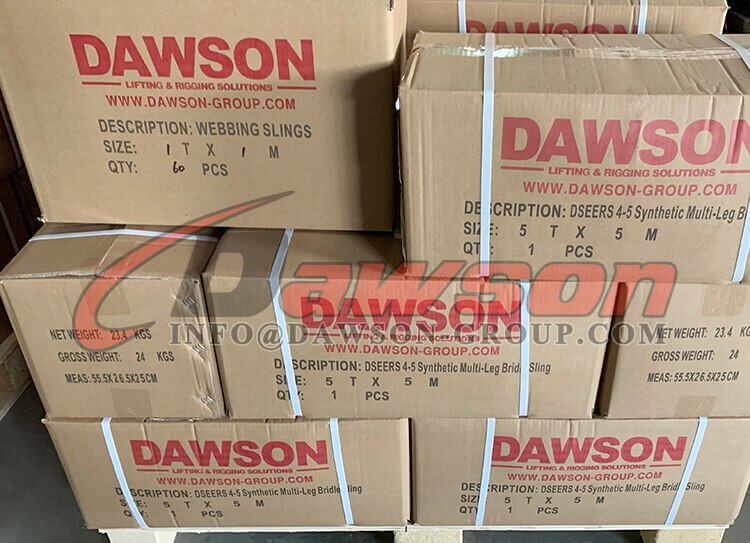 DAWSON
LIFTING & RIGGING SOLUTIONS
WWW.DAWSON-GROUP.COM
DESCRIPTION: WEBBING SLINGS
SIZE: 1 T X 1 M
QTY: 60 PCS
DAWSON
LIFTING & RIGGING SOLUTIONS
WWW.DAWSON-GROUP.COM
DESCRIPTION: DSEERS 4-5 Synthetic Multi-Leg Bri
SIZE: 5 T X 5 M
QTY: 1 PCS
Dawson
INFO@DAWSON-GROUP.COM
NET WEIGHT: 23.4 KGS
GROSS WEIGHT: 24 KGS
MEAS: 55.5X26.5X25CM
DAWSON
LIFTING & RIGGING SOLUTIONS
WWW.DAWSON-GROUP.COM
DESCRIPTION: DSEERS 4-5 Synthetic Multi-Leg Bridle Sling
SIZE: 5 T X 5 M
QTY: 1 PCS
NET WEIGHT: 23.4
GROSS WEIGHT: 24
MEAS: 55.5X26.5X25CM
DAWSON
LIFTING & RIGGING SOLUTIONS
WWW.DAWSON-GROUP.COM
DESCRIPTION: DSEERS 4-5 Synthetic Multi-Leg Bridle Sling
SIZE: 5 T X 5 M
QTY: 1 PCS
DAWSON
LIFTING & RIGGING SOLUTIONS
WWW.DAWSON-GROUP.COM
DESCRIPTION: DSEERS 4-5 Synthetic Multi-Leg Bridle Sling
SIZE: 5 T X 5 M
QTY: 1 PCS